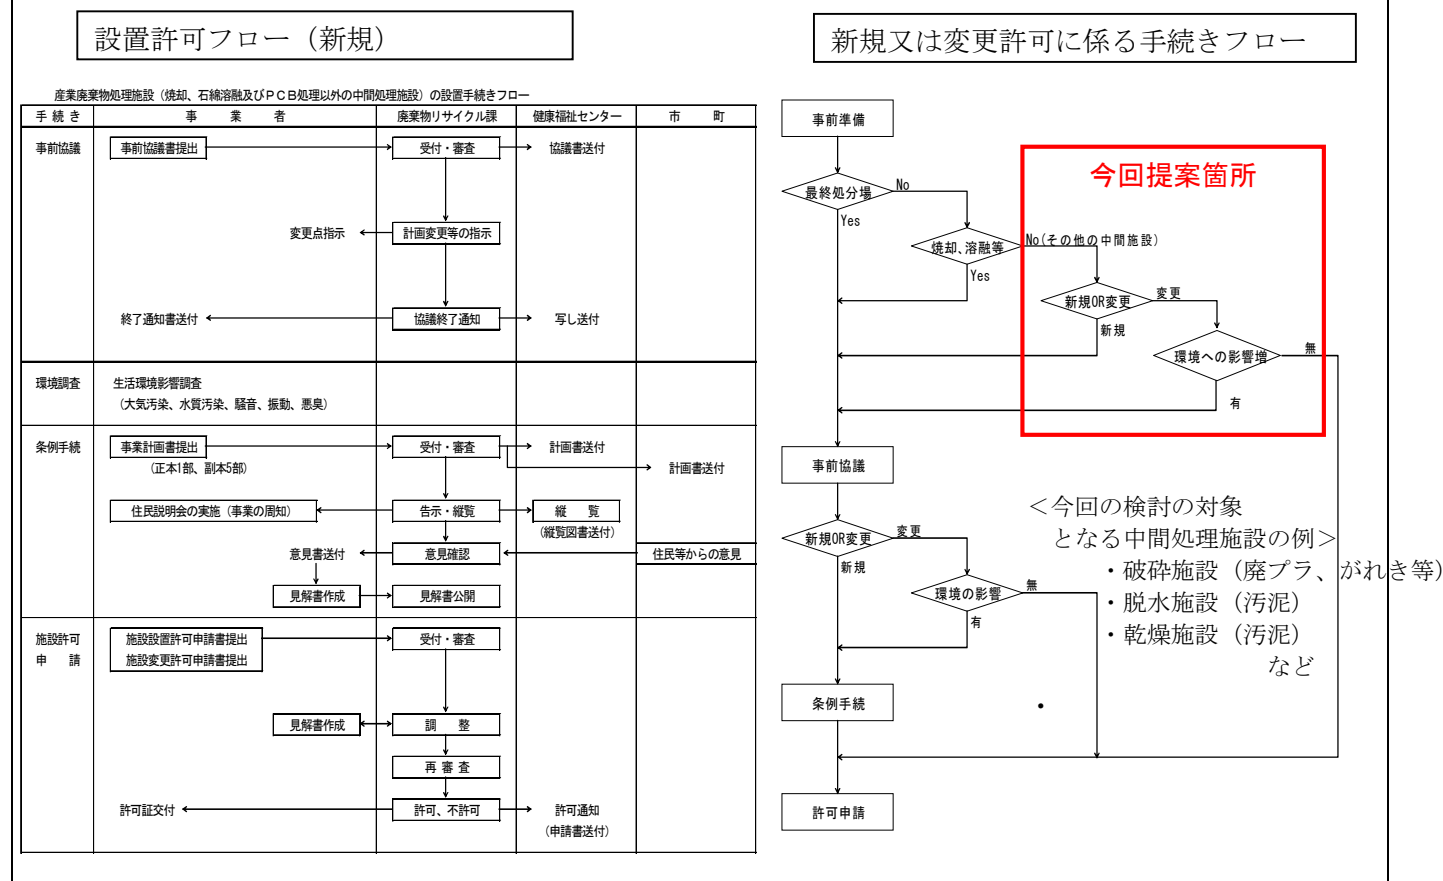 設置許可フロー（新規）
産業廃棄物処理施設（焼却、石綿溶融及びＰＣＢ処理以外の中間処理施設）の設置手続きフロー
手 続 き　事　業　者　廃棄物リサイクル課　健康福祉センター　市　町
事前協議　事前協議書提出　受付・審査　協議書送付
変更点指示　計画変更等の指示
終了通知書送付　協議終了通知　写し送付
環境調査　生活環境影響調査
（大気汚染、水質汚染、騒音、振動、悪臭）
条例手続　事業計画書提出　受付・審査　計画書送付
（正本1部、副本5部）　計画書送付
住民説明会の実施（事業の周知）　告示・縦覧　縦　覧
（縦覧図書送付）
意見書送付　意見確認　住民等からの意見
見解書作成　見解書公開
施設許可　施設設置許可申請書提出　受付・審査
申　請　施設変更許可申請書提出
見解書作成　調　整
再 審 査
許可証交付　許可、不許可　許可通知
（申請書送付）
新規又は変更許可に係る手続きフロー
事前準備
今回提案箇所
最終処分場　No
Yes
焼却、溶融等　No(その他の中間施設)
Yes
新規OR変更　変更
新規
環境への影響増　無
有
事前協議
新規OR変更　変更
新規
環境の影響　無
有
条例手続
許可申請
＜今回の検討の対象
となる中間処理施設の例＞
・破砕施設（廃プラ、がれき等）
・脱水施設（汚泥）
・乾燥施設（汚泥）
など
・